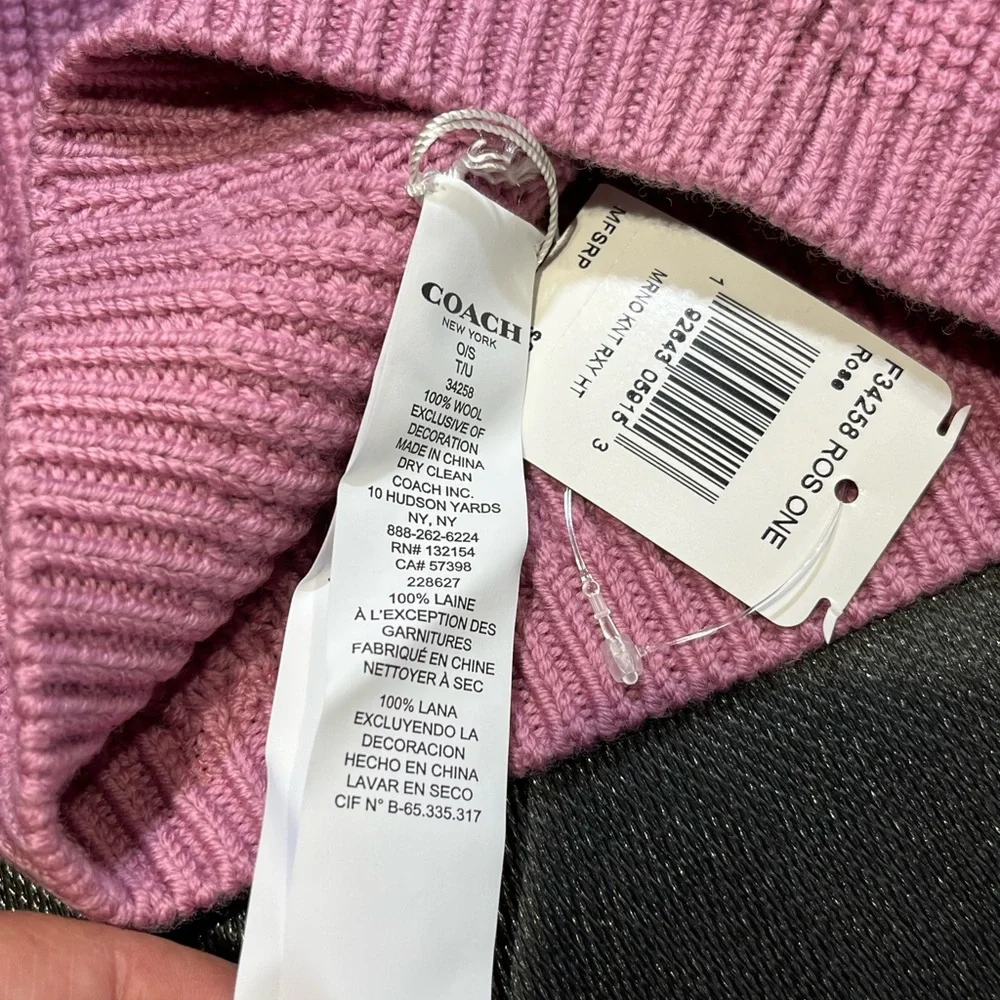 COACH
NEW YORK
O/S
T/U
34258
100% WOOL
EXCLUSIVE OF
DECORATION
MADE IN CHINA
DRY CLEAN
COACH INC.
10 HUDSON YARDS
NY, NY
888-262-6224
RN# 132154
CA# 57398
228627
100% LAINE
À L'EXCEPTION DES
GARNITURES
FABRIQUÉ EN CHINE
NETTOYER À SEC
100% LANA
EXCLUYENDO LA
DECORACION
HECHO EN CHINA
LAVAR EN SECO
CIF N° B-65.335.317
F34258 ROS ONE
Rose
1 92643 05915 3
MRNO KNT RXY HT
MFSRP